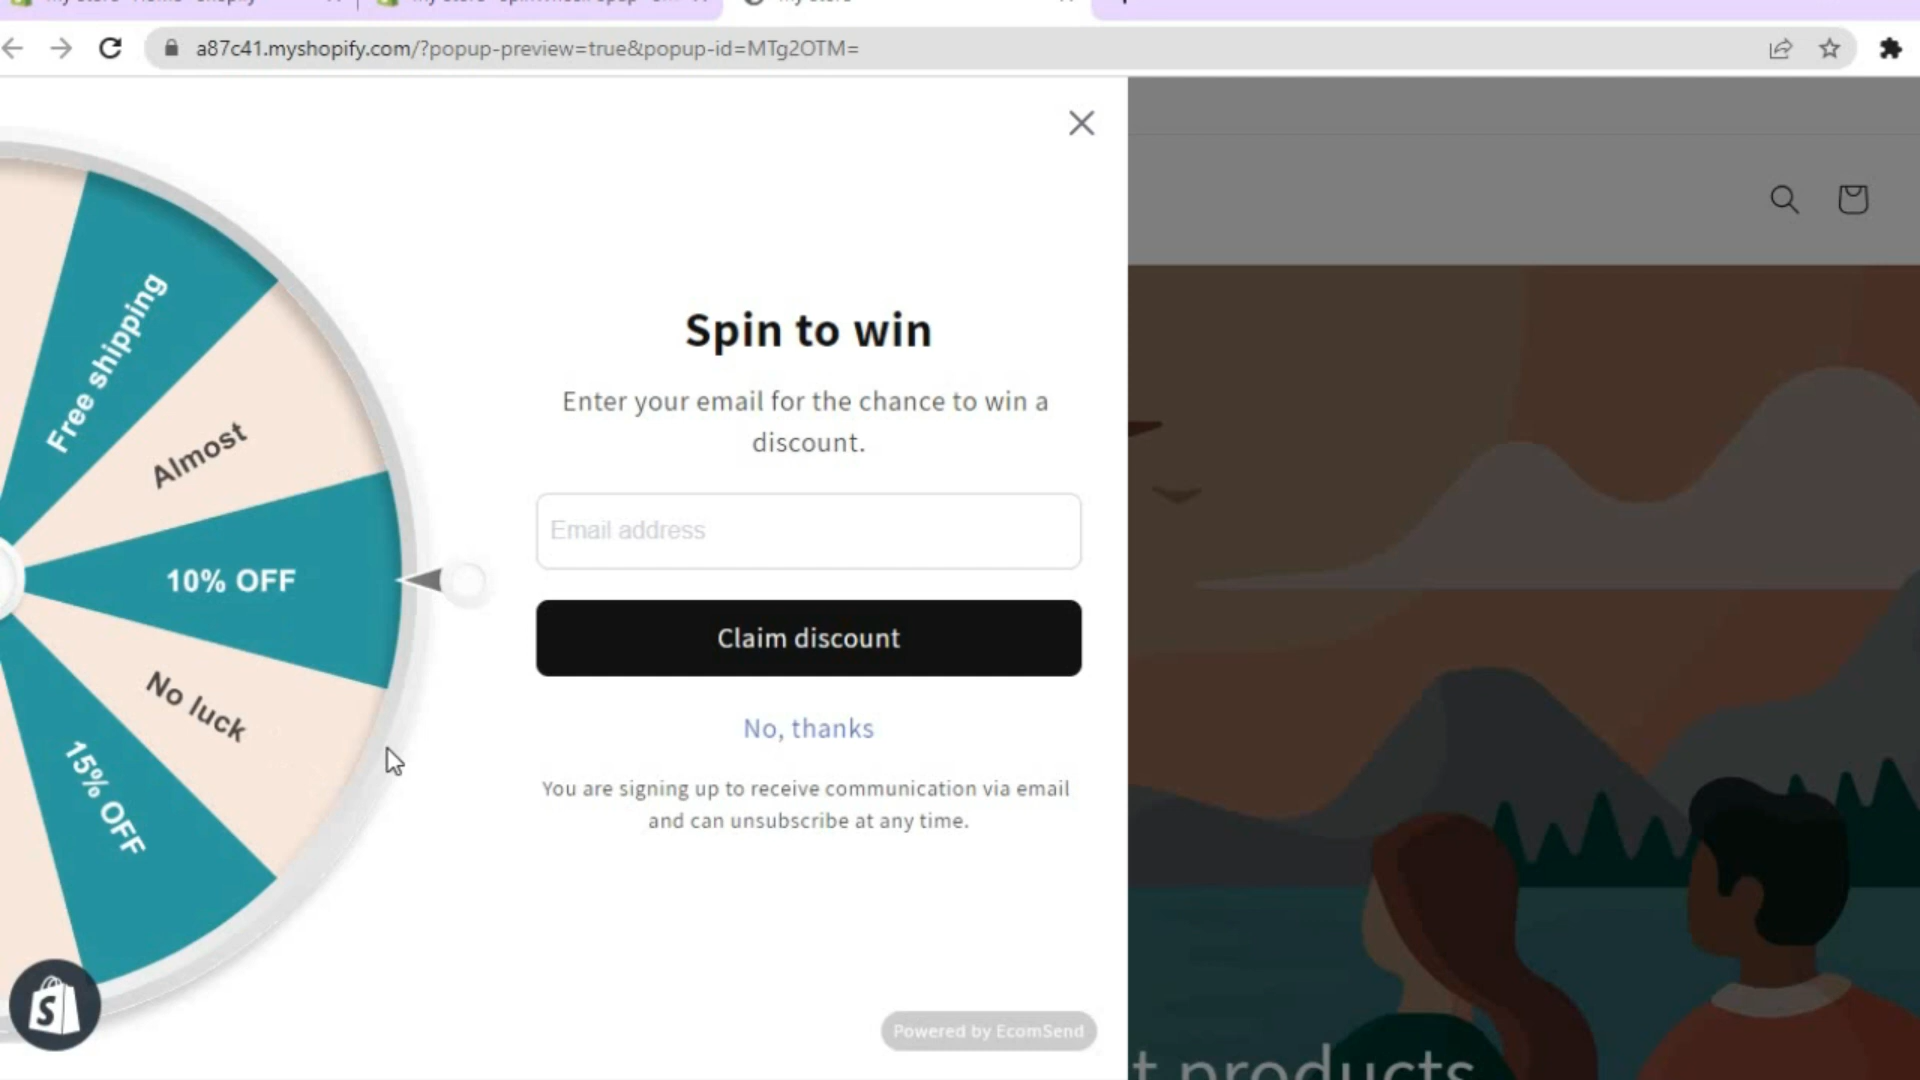 a87c41.myshopify.com/?popup-preview=true&popup-id=MTg2OTM=
Free shipping
Almost
10% OFF
No luck
15% OFF
Spin to win
Enter your email for the chance to win a
discount.
Email address
Claim discount
No, thanks
You are signing up to receive communication via email
and can unsubscribe at any time.
Powered by EcomSend
products